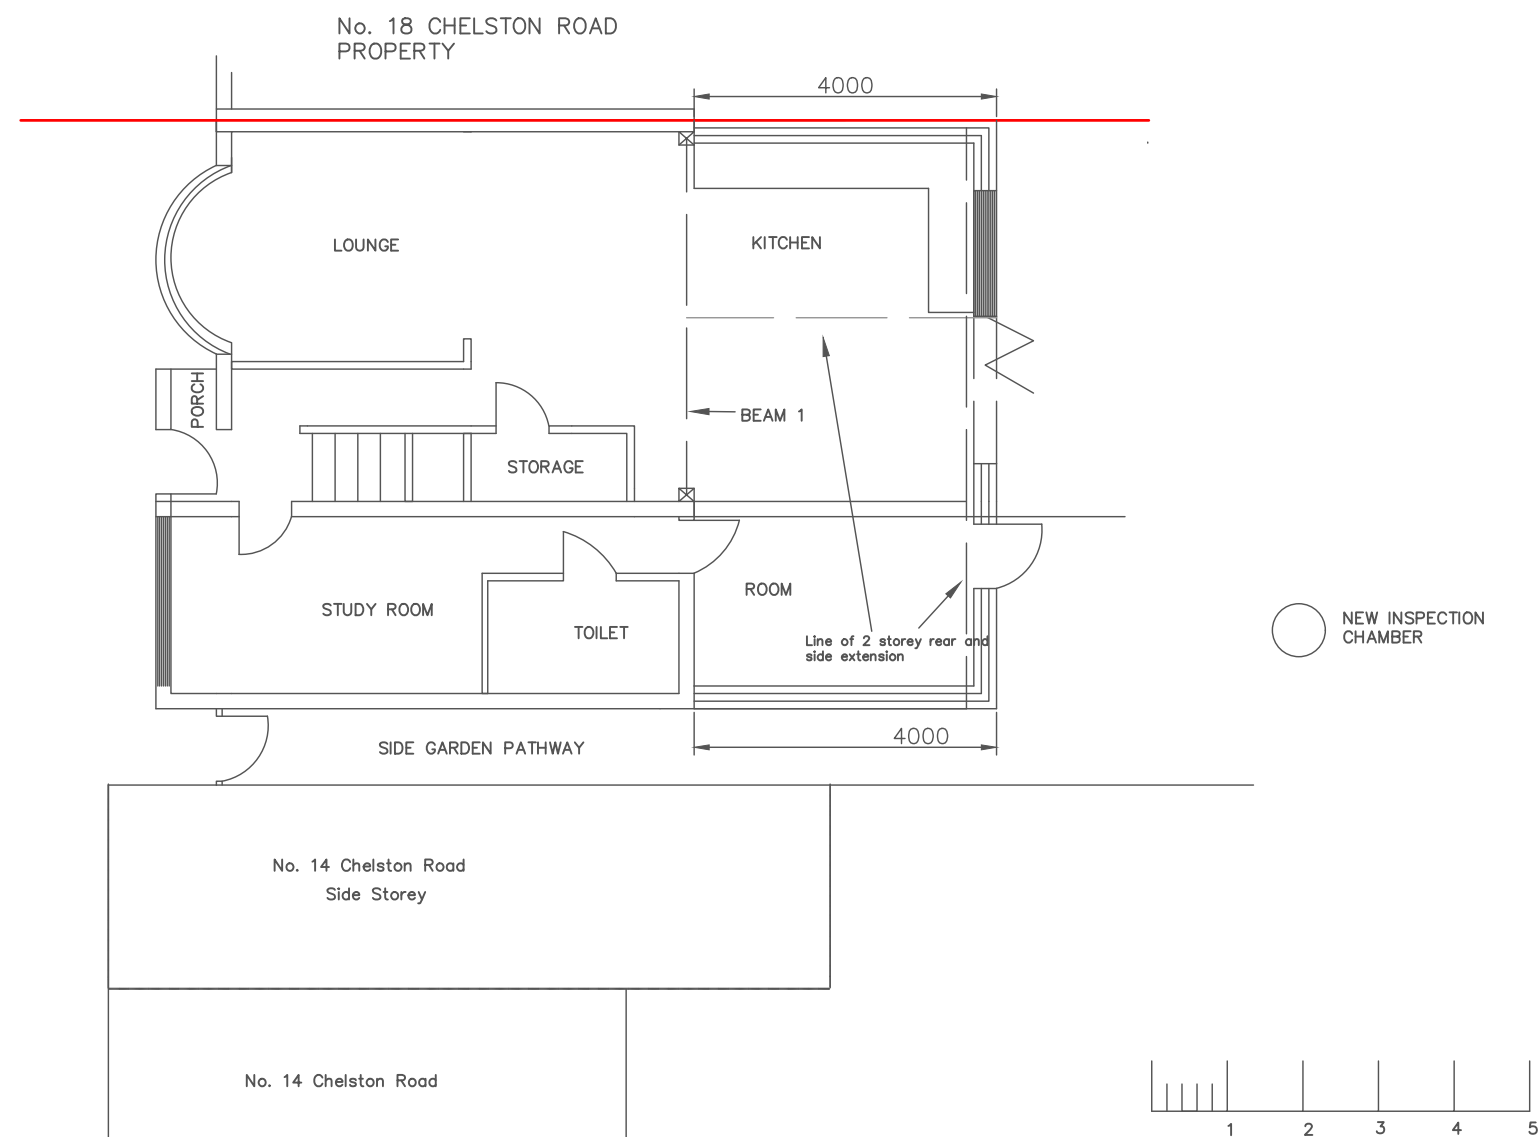 No. 18 CHELSTON ROAD
PROPERTY
4000
LOUNGE
KITCHEN
PORCH
BEAM 1
STORAGE
ROOM
STUDY ROOM
TOILET
Line of 2 storey rear and
side extension
NEW INSPECTION
CHAMBER
4000
SIDE GARDEN PATHWAY
No. 14 Chelston Road
Side Storey
No. 14 Chelston Road
1 2 3 4 5